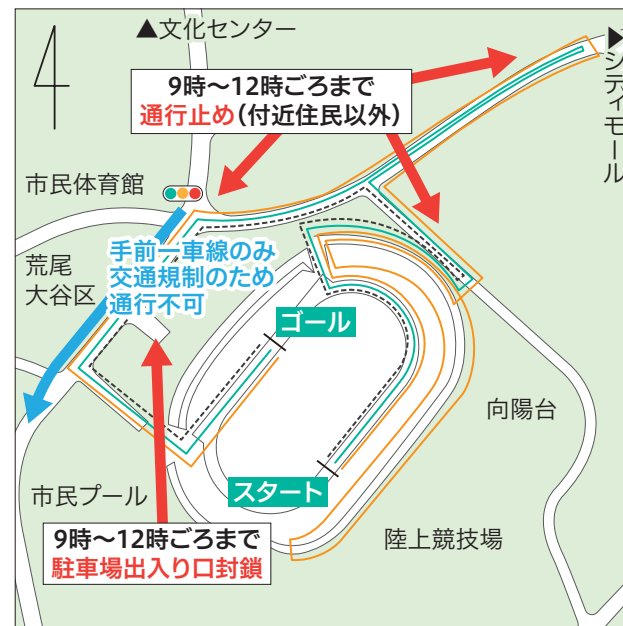 ▲文化センター
▶シティモール
9時～12時ごろまで
通行止め(付近住民以外)
市民体育館
手前一車線のみ
交通規制のため
通行不可
荒尾
大谷区
ゴール
向陽台
スタート
市民プール
陸上競技場
9時～12時ごろまで
駐車場出入り口封鎖